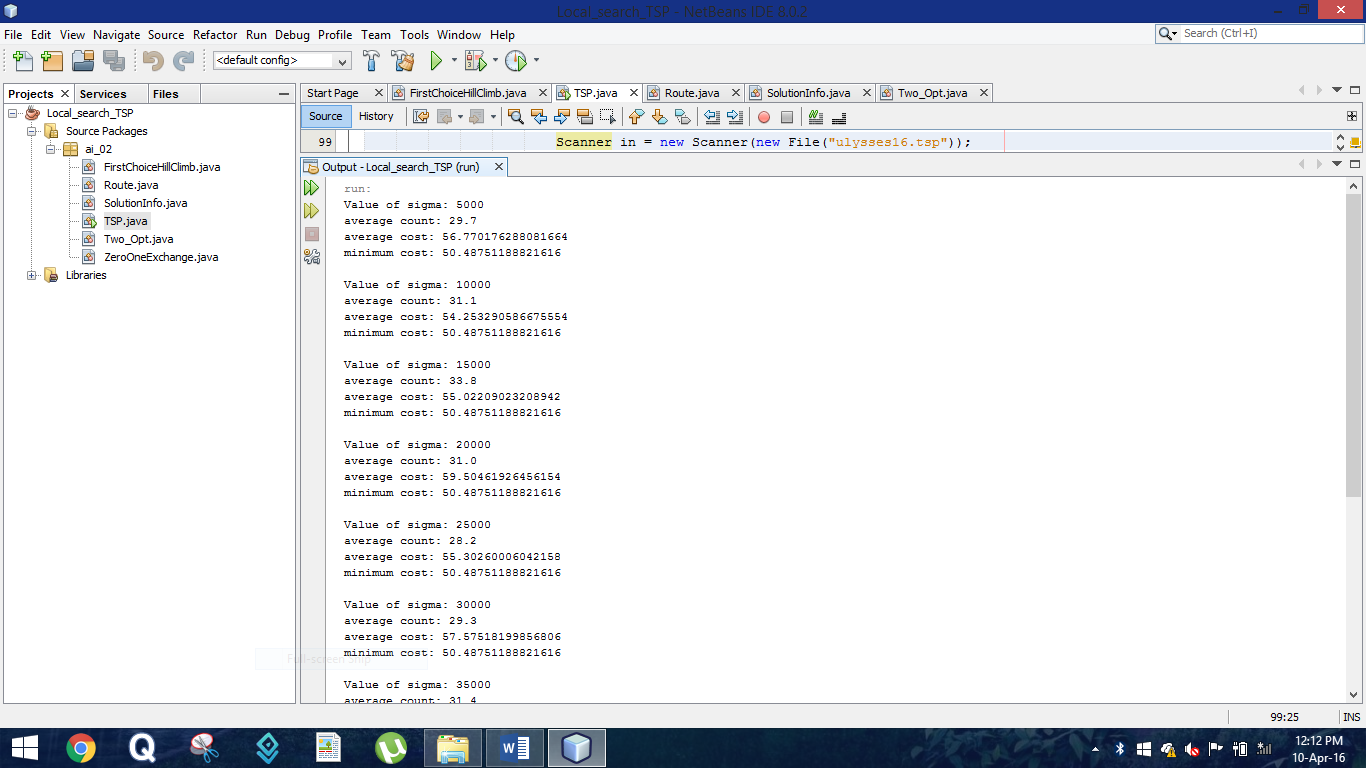 Local_search_TSP - NetBeans IDE 8.0.2
File Edit View Navigate Source Refactor Run Debug Profile Team Tools Window Help
Search (Ctrl+I)
<default config>
Projects Services Files
Start Page FirstChoiceHillClimb.java TSP.java Route.java SolutionInfo.java Two_Opt.java
Source History
99 Scanner in = new Scanner(new File("ulysses16.tsp"));
Local_search_TSP
Source Packages
ai_02
FirstChoiceHillClimb.java
Route.java
SolutionInfo.java
TSP.java
Two_Opt.java
ZeroOneExchange.java
Libraries
Output - Local_search_TSP (run)
run:
Value of sigma: 5000
average count: 29.7
average cost: 56.770176288081664
minimum cost: 50.48751188821616
Value of sigma: 10000
average count: 31.1
average cost: 54.253290586675554
minimum cost: 50.48751188821616
Value of sigma: 15000
average count: 33.8
average cost: 55.02209023208942
minimum cost: 50.48751188821616
Value of sigma: 20000
average count: 31.0
average cost: 59.50461926456154
minimum cost: 50.48751188821616
Value of sigma: 25000
average count: 28.2
average cost: 55.30260006042158
minimum cost: 50.48751188821616
Value of sigma: 30000
average count: 29.3
average cost: 57.57518199856806
minimum cost: 50.48751188821616
Full-screen Snip
Value of sigma: 35000
average count: 31.4
99:25 INS
12:12 PM
10-Apr-16